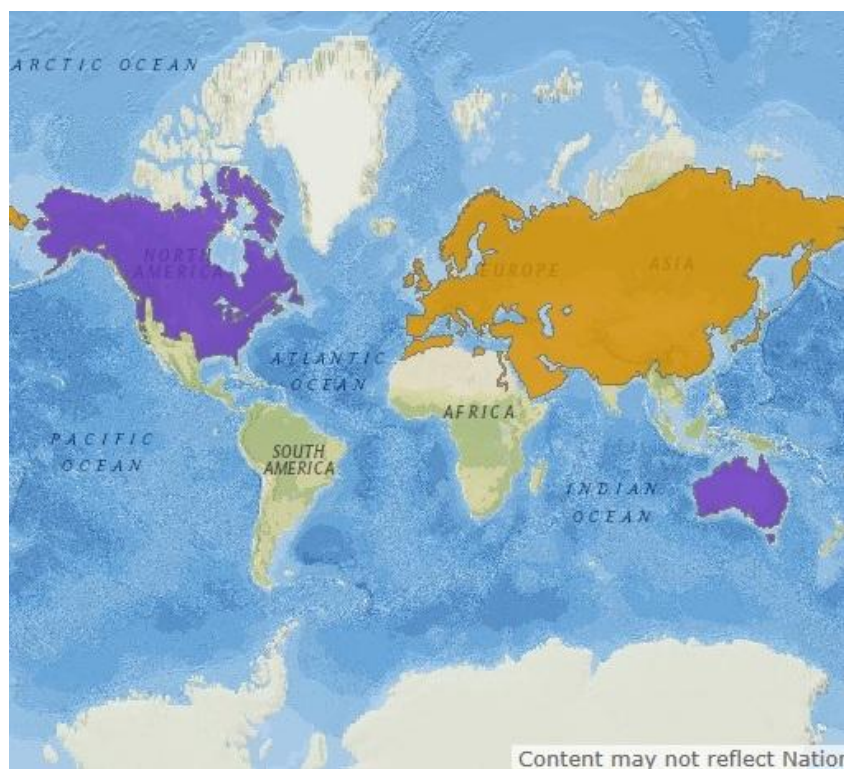 ARCTIC OCEAN
NORTH
AMERICA
EUROPE
ASIA
ATLANTIC
OCEAN
AFRICA
PACIFIC
OCEAN
SOUTH
AMERICA
INDIAN
OCEAN
Content may not reflect Nation